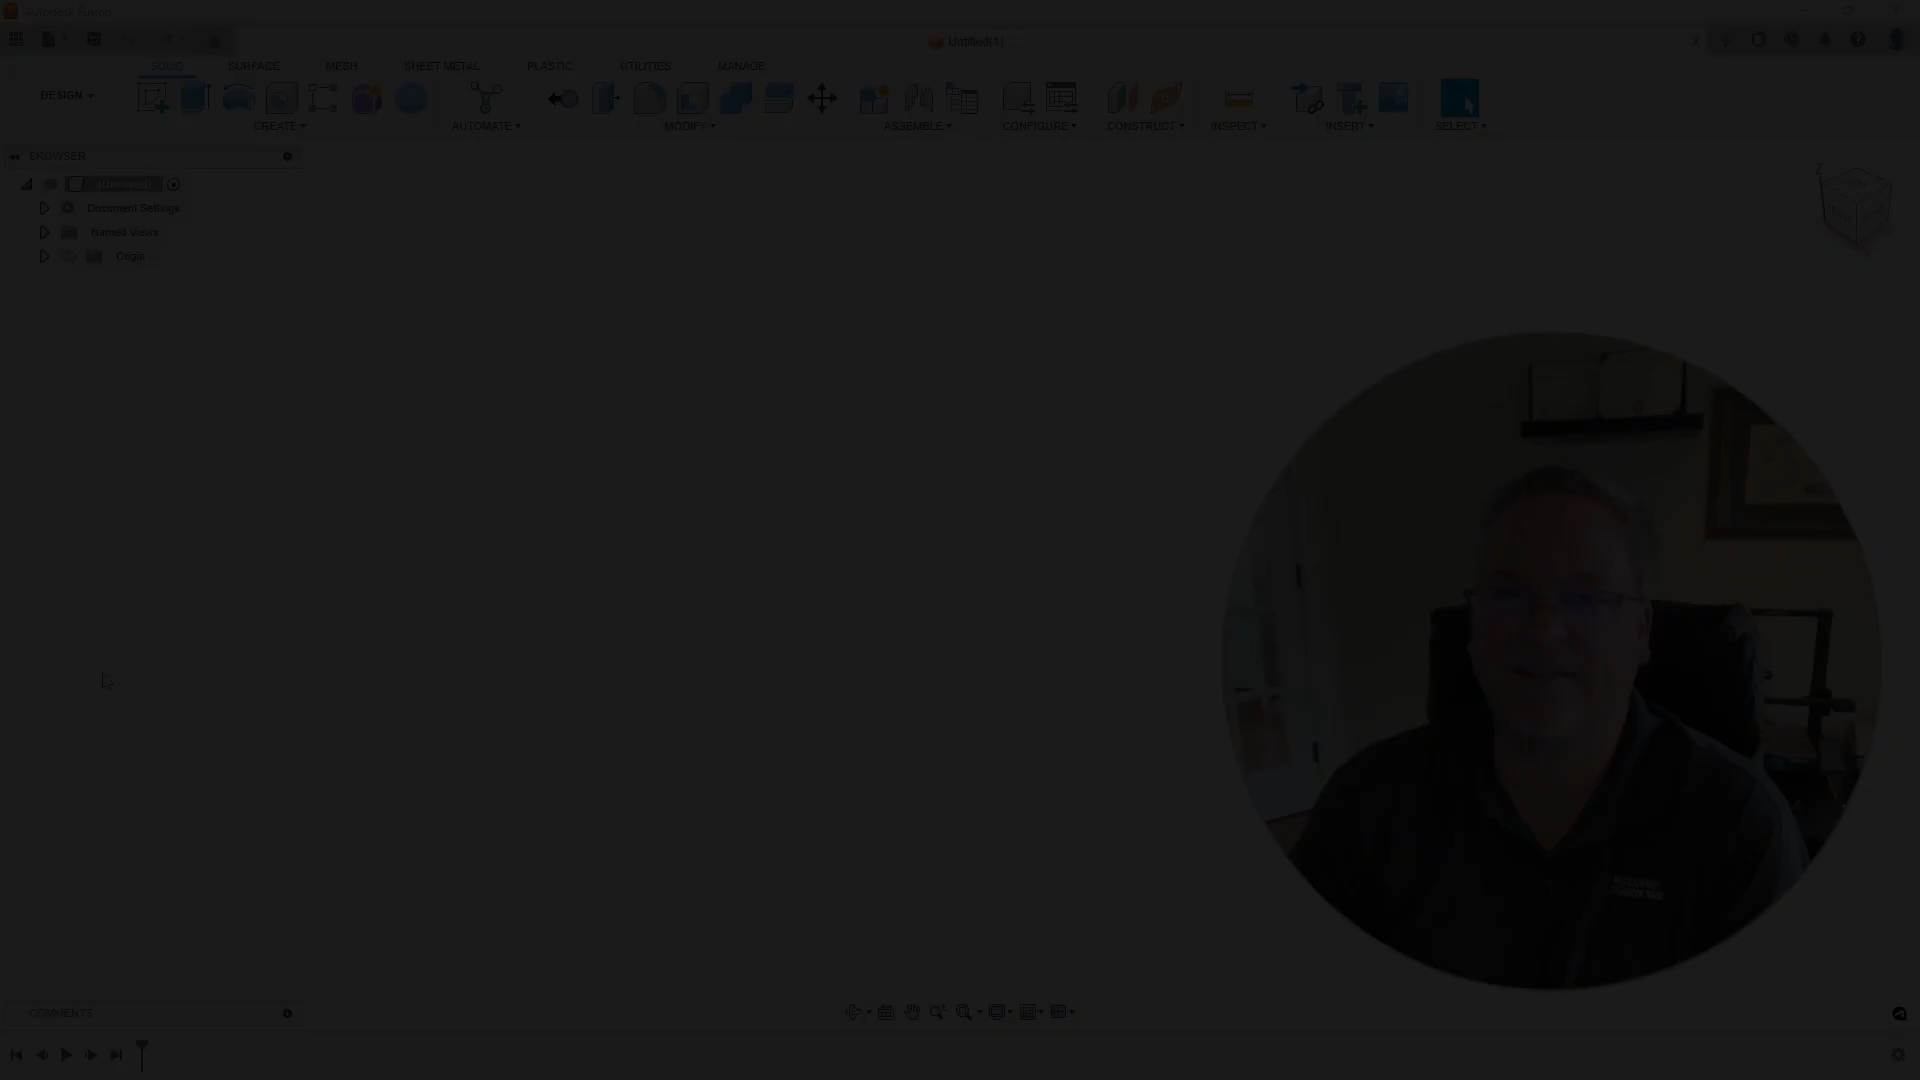 Autodesk Fusion
Untitled(1)
SOLID
SURFACE
MESH
SHEET METAL
PLASTIC
UTILITIES
MANAGE
DESIGN
CREATE
AUTOMATE
MODIFY
ASSEMBLE
CONFIGURE
CONSTRUCT
INSPECT
INSERT
SELECT
BROWSER
(Unsaved)
Document Settings
Named Views
Origin
Z
COMMENTS